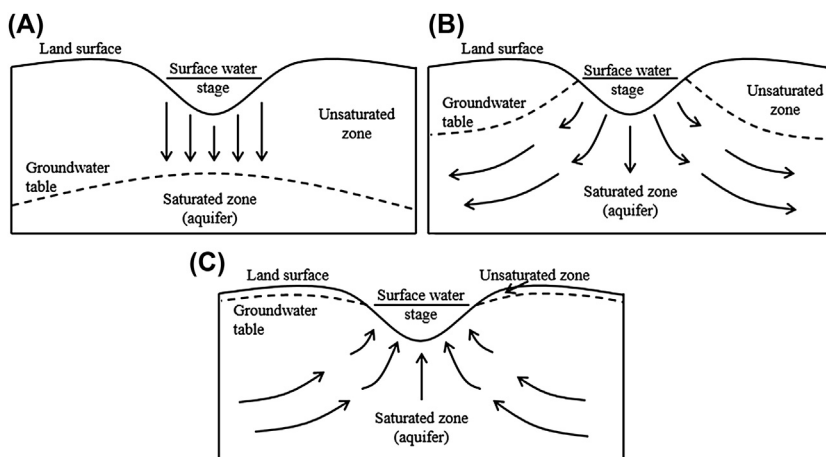 (A)
Land surface
Surface water
stage
Unsaturated
zone
Groundwater
table
Saturated zone
(aquifer)
(B)
Land surface
Surface water
stage
Unsaturated
zone
Groundwater
table
Saturated zone
(aquifer)
(C)
Land surface
Unsaturated zone
Surface water
stage
Groundwater
table
Saturated zone
(aquifer)